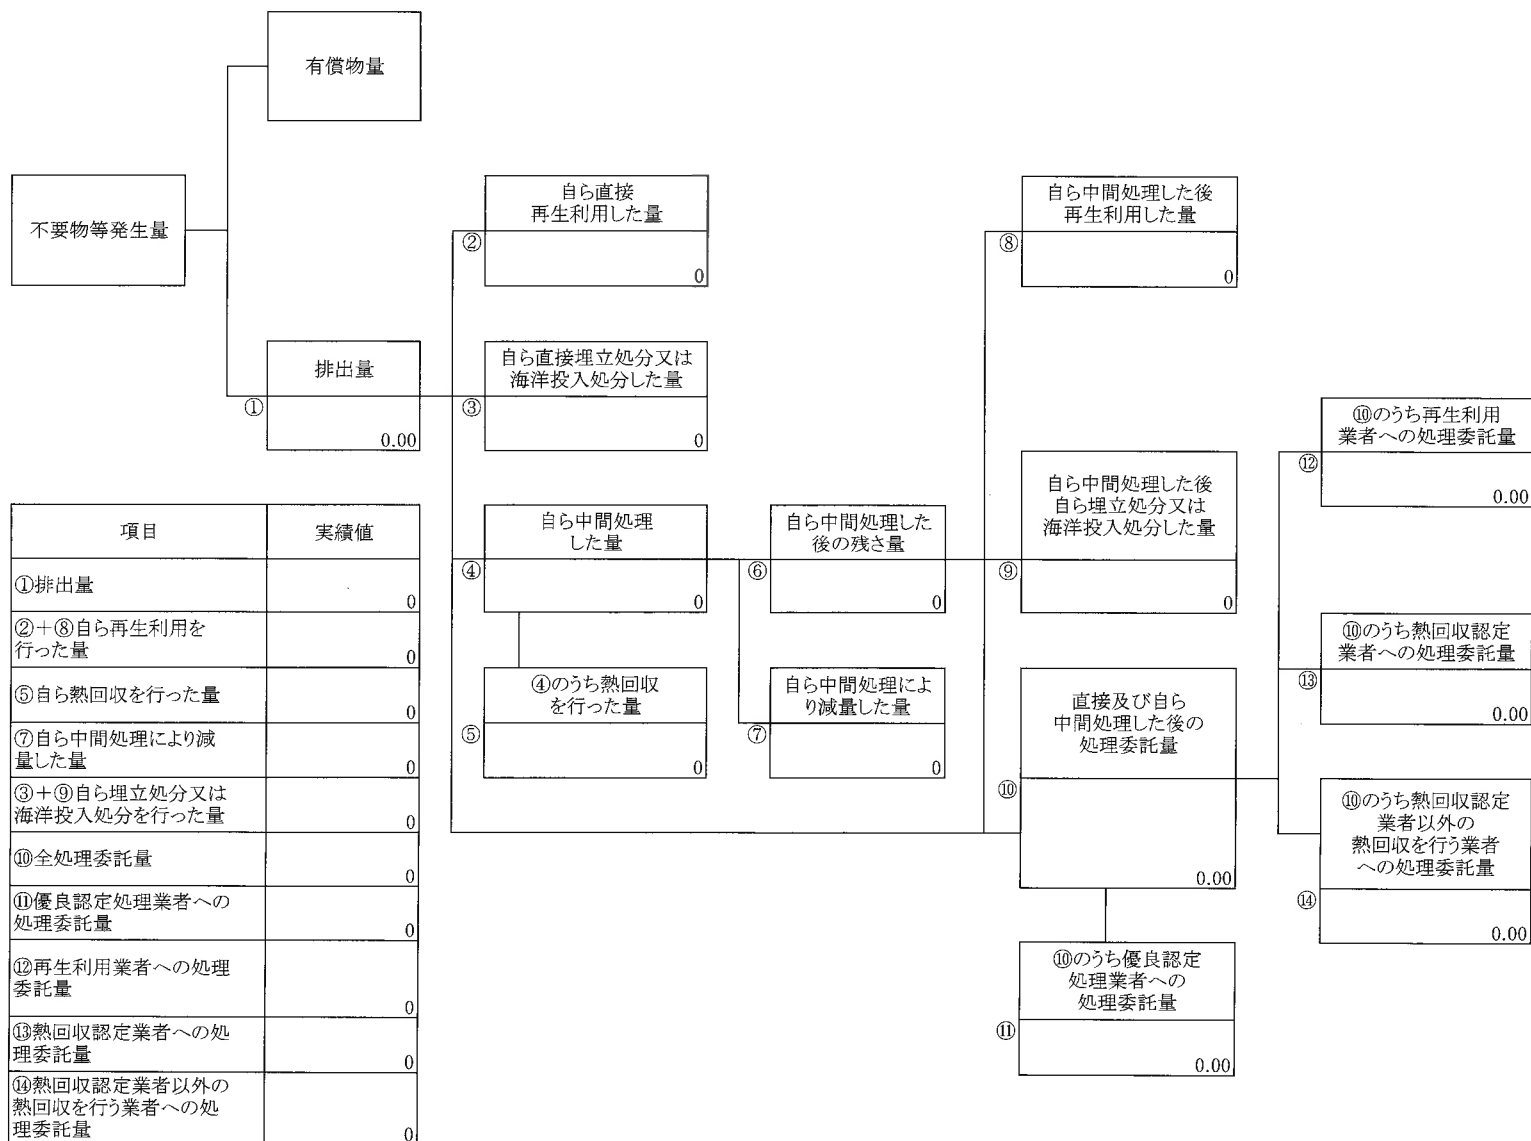 有償物量
不要物等発生量
排出量
①
0.00
自ら直接
再生利用した量
②
0
自ら直接埋立処分又は
海洋投入処分した量
③
0
自ら中間処理
した量
④
0
④のうち熱回収
を行った量
⑤
0
自ら中間処理した
後の残さ量
⑥
0
自ら中間処理によ
り減量した量
⑦
0
自ら中間処理した後
再生利用した量
⑧
0
自ら中間処理した後
自ら埋立処分又は
海洋投入処分した量
⑨
0
直接及び自ら
中間処理した後の
処理委託量
⑩
0.00
⑩のうち優良認定
処理業者への
処理委託量
⑪
0.00
⑩のうち再生利用
業者への処理委託量
⑫
0.00
⑩のうち熱回収認定
業者への処理委託量
⑬
0.00
⑩のうち熱回収認定
業者以外の
熱回収を行う業者
への処理委託量
⑭
0.00
項目 実績値
①排出量
0
②+⑧自ら再生利用を
行った量
0
⑤自ら熱回収を行った量
0
⑦自ら中間処理により減
量した量
0
③+⑨自ら埋立処分又は
海洋投入処分を行った量
0
⑩全処理委託量
0
⑪優良認定処理業者への
処理委託量
0
⑫再生利用業者への処理
委託量
0
⑬熱回収認定業者への処
理委託量
0
⑭熱回収認定業者以外の
熱回収を行う業者への処
理委託量
0